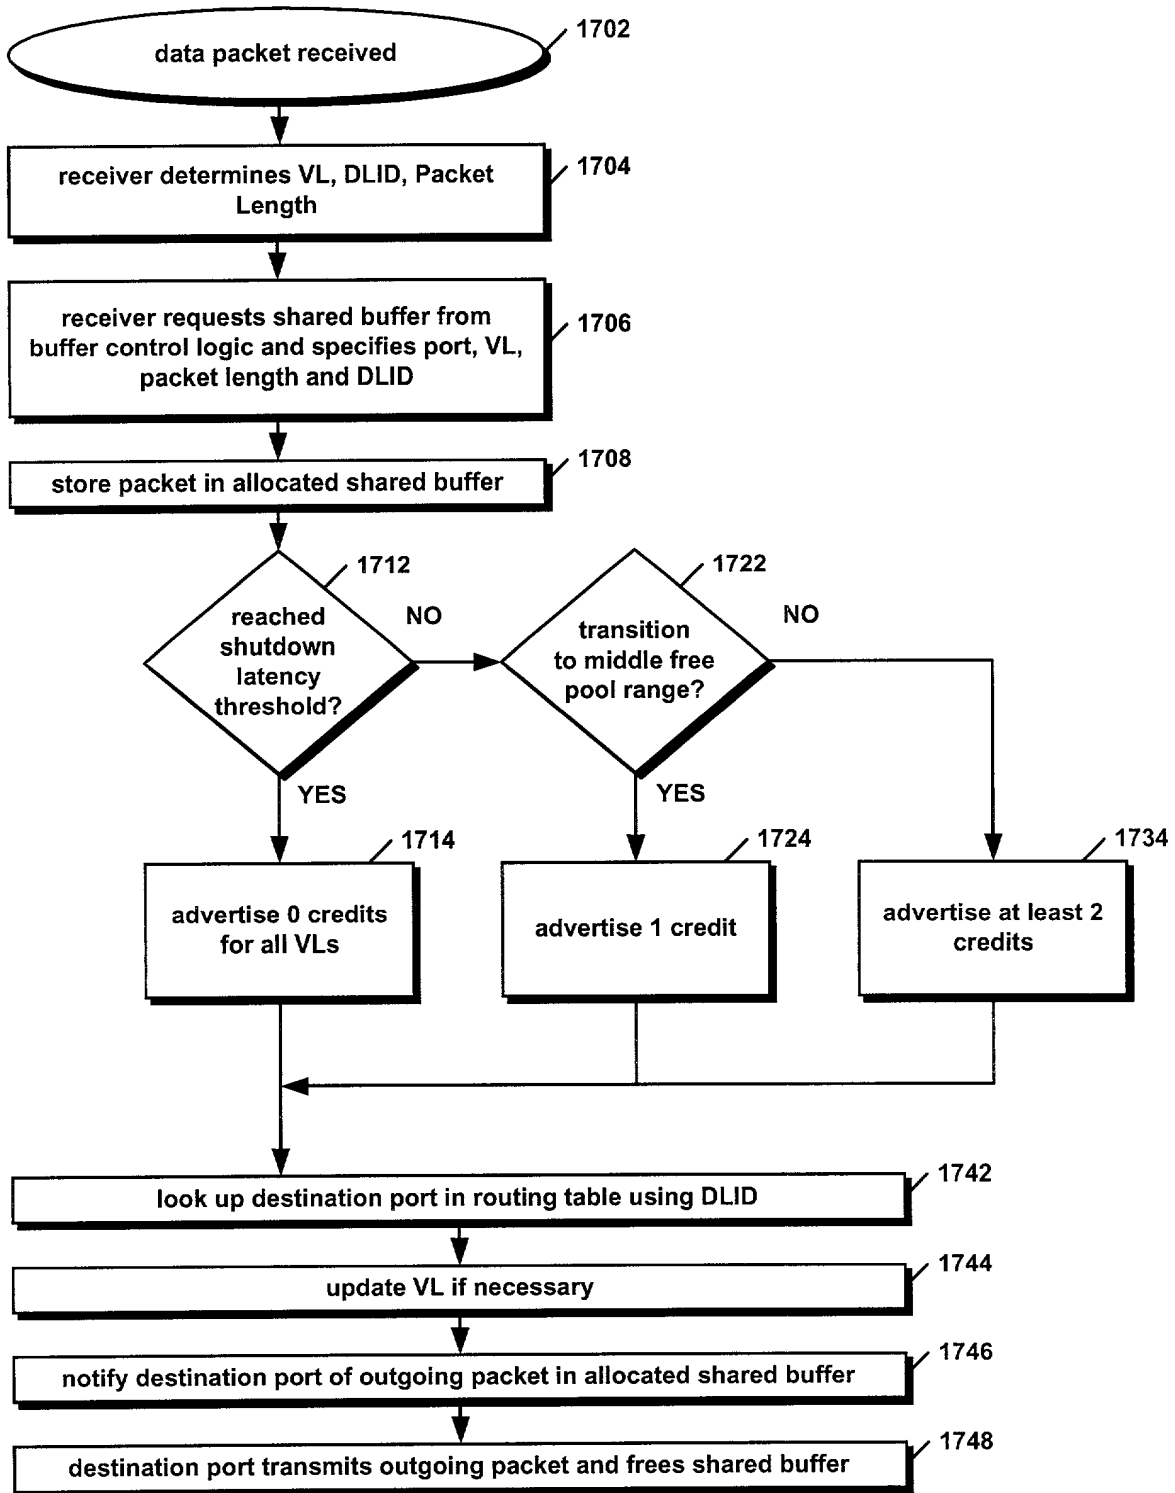 1702
data packet received
1704
receiver determines VL, DLID, Packet
Length
1706
receiver requests shared buffer from
buffer control logic and specifies port, VL,
packet length and DLID
1708
store packet in allocated shared buffer
1712
reached
shutdown
latency
threshold?
NO
YES
1722
transition
to middle free
pool range?
NO
YES
1714
advertise 0 credits
for all VLs
1724
advertise 1 credit
1734
advertise at least 2
credits
1742
look up destination port in routing table using DLID
1744
update VL if necessary
1746
notify destination port of outgoing packet in allocated shared buffer
1748
destination port transmits outgoing packet and frees shared buffer